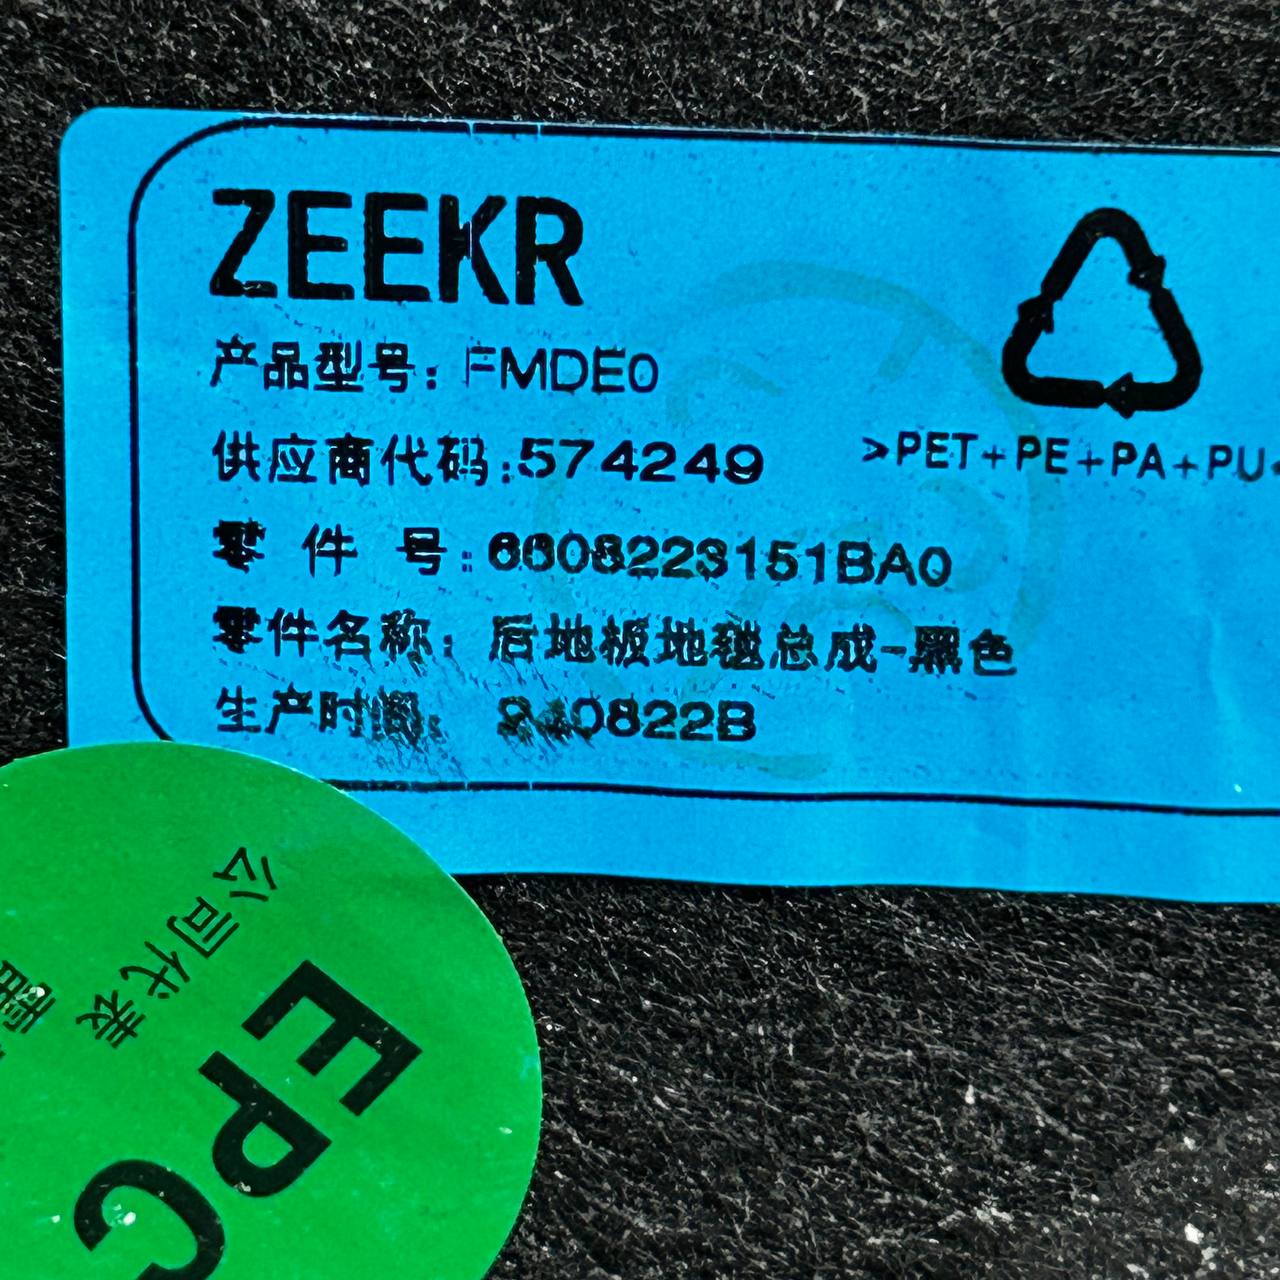 ZEEKR
产品型号: FMDE0
供应商代码:574249
>PET+PE+PA+PU<
零 件 号:6608223151BA0
零件名称: 后地板地毯总成-黑色
生产时间: 240822B
公司代表
EPC